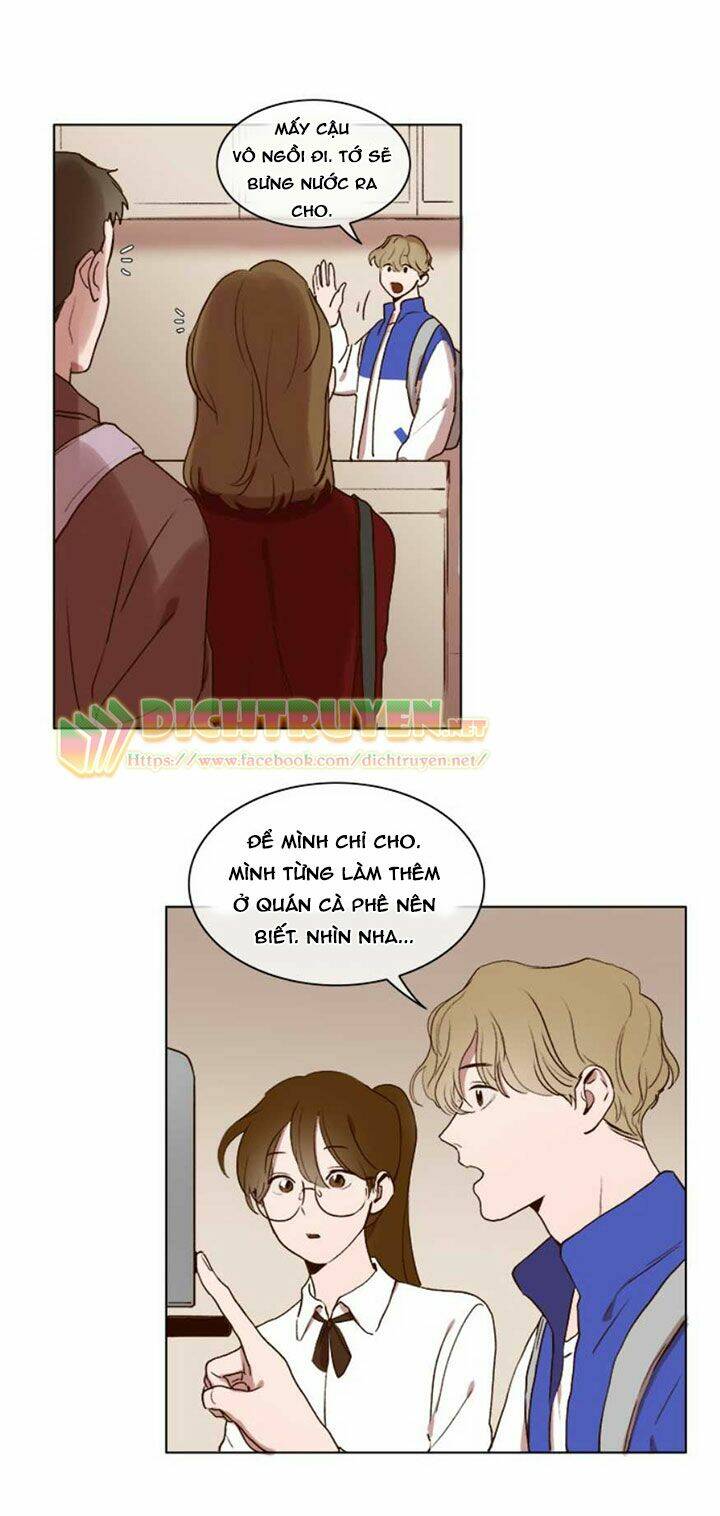 MẤY CẬU
VÔ NGỒI ĐI. TỚ SẼ
BƯNG NƯỚC RA
CHO.
DICHTRUYEN.NET
Https://www.facebook.com/dichtruyen.net/
ĐỂ MÌNH CHỈ CHO.
MÌNH TỪNG LÀM THÊM
Ở QUÁN CÀ PHÊ NÊN
BIẾT. NHÌN NHA...